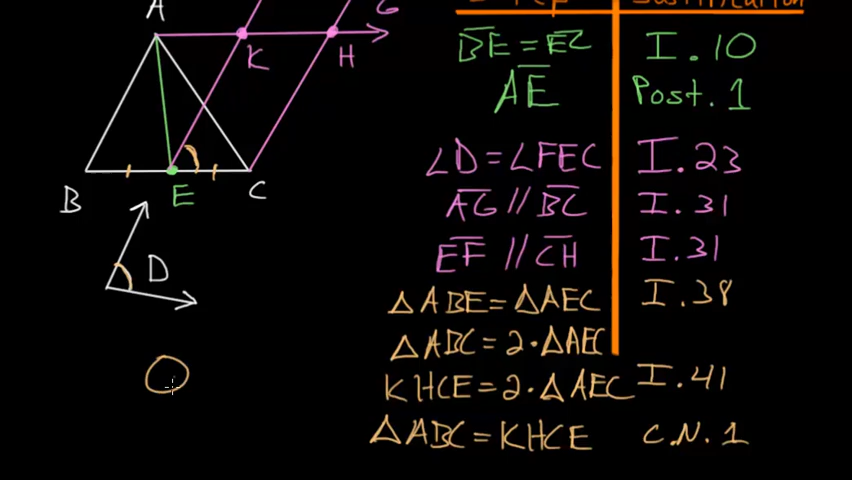 A
G
K
H
B
E
C
D
Justification
BE = EC I.10
AE Post. 1
∠D = ∠FEC I.23
AG // BC I.31
EF // CH I.31
△ABE = △AEC I.38
△ABC = 2·△AEC
KHCE = 2·△AEC I.41
△ABC = KHCE C.N. 1